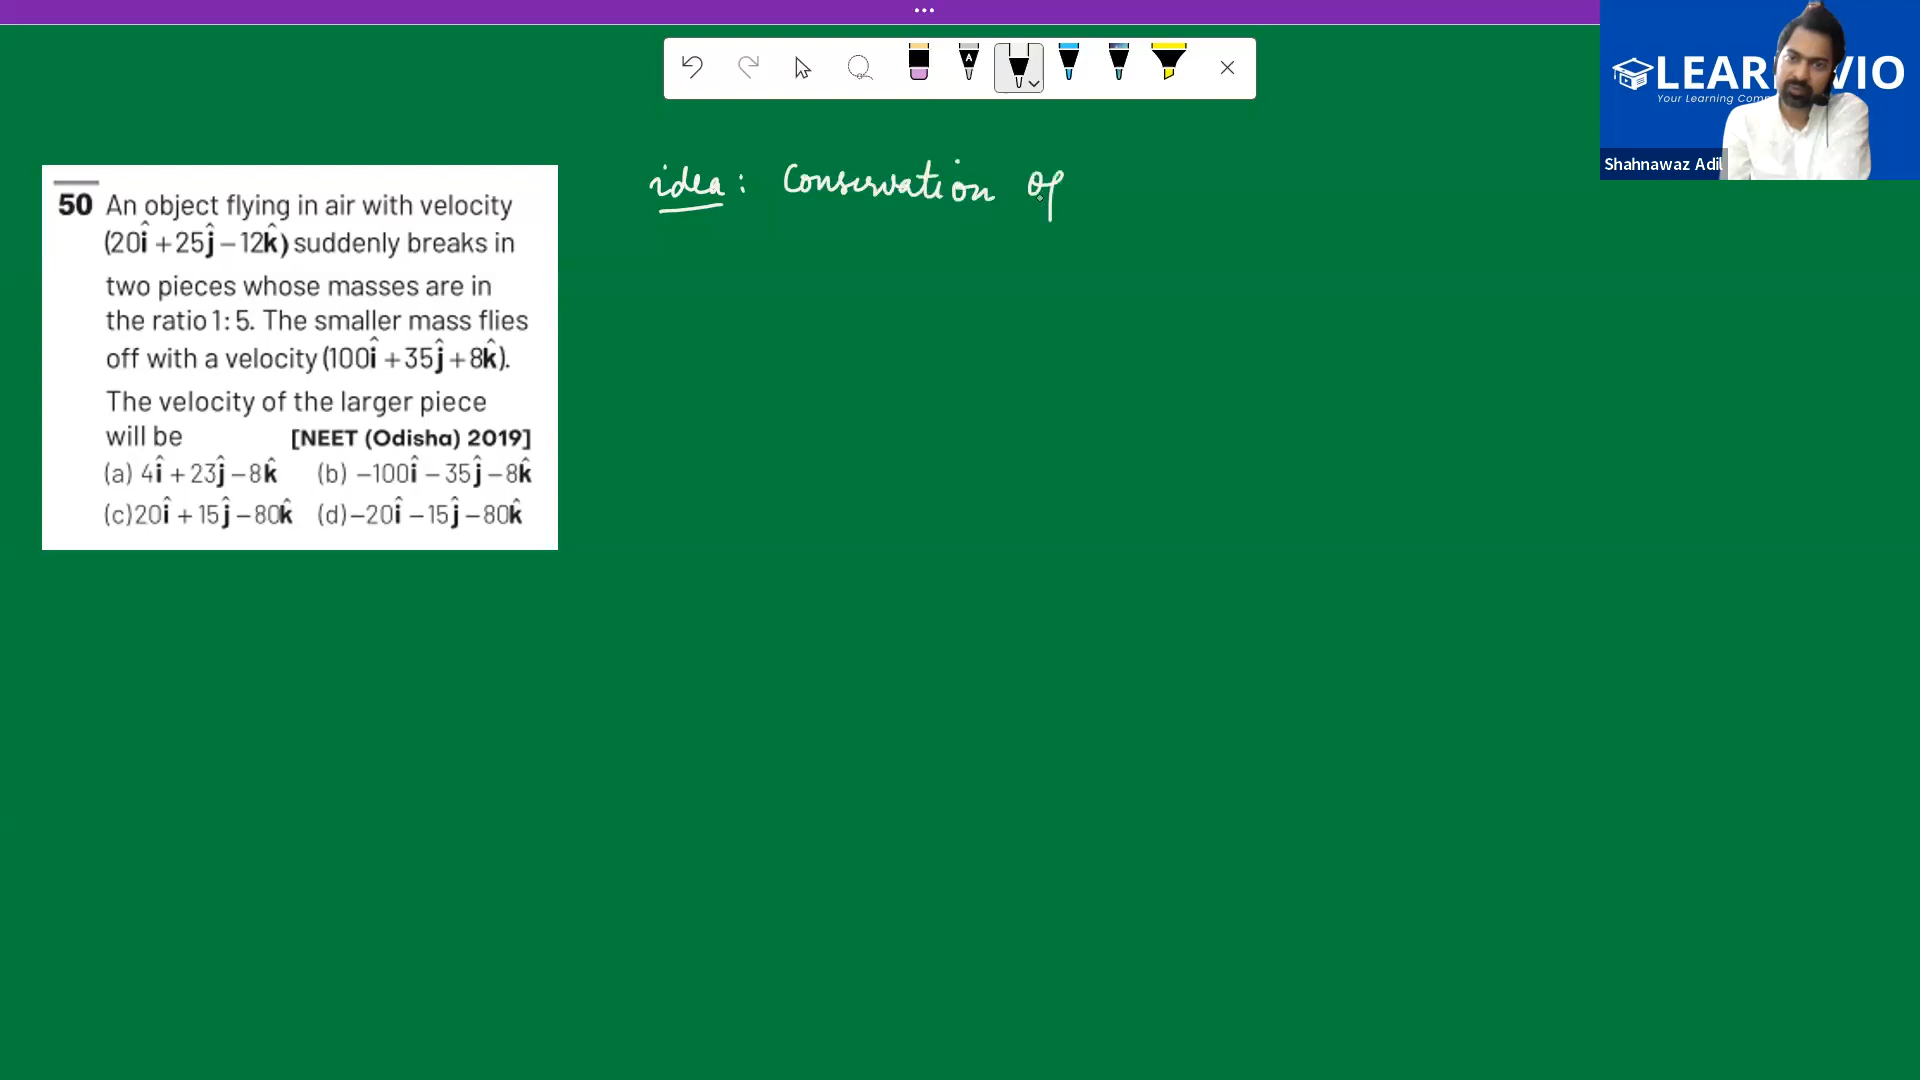 LEAR VIO
Your Learning Com
Shahnawaz Adil
idea : Conservation of
50 An object flying in air with velocity
(20î + 25ĵ – 12k̂) suddenly breaks in
two pieces whose masses are in
the ratio 1 : 5. The smaller mass flies
off with a velocity (100î + 35ĵ + 8k̂).
The velocity of the larger piece
will be [NEET (Odisha) 2019]
(a) 4î + 23ĵ – 8k̂ (b) –100î – 35ĵ – 8k̂
(c) 20î + 15ĵ – 80k̂ (d) –20î – 15ĵ – 80k̂